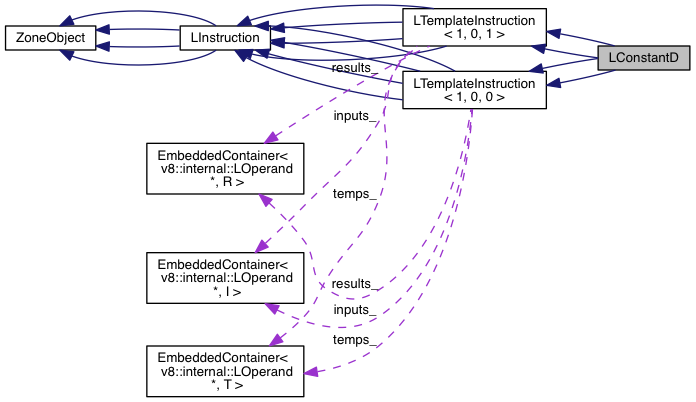 LTemplateInstruction
< 1, 0, 1 >
ZoneObject
LInstruction
LConstantD
results_
LTemplateInstruction
< 1, 0, 0 >
inputs_
EmbeddedContainer<
v8::internal::LOperand
*, R >
temps_
EmbeddedContainer<
v8::internal::LOperand
*, I >
results_
inputs_
temps_
EmbeddedContainer<
v8::internal::LOperand
*, T >